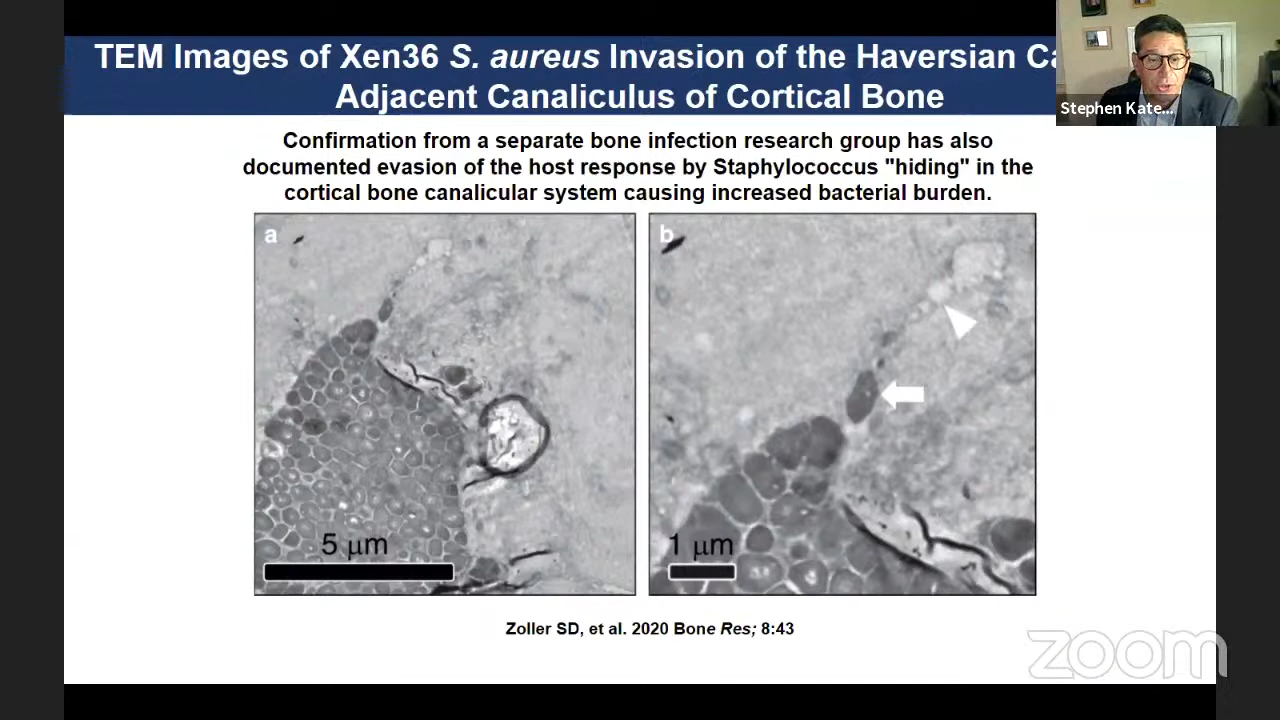 TEM Images of Xen36 S. aureus Invasion of the Haversian
Adjacent Canaliculus of Cortical Bone
Stephen Kate...
Confirmation from a separate bone infection research group has also
documented evasion of the host response by Staphylococcus "hiding" in the
cortical bone canalicular system causing increased bacterial burden.
a
b
5 μm
1 μm
Zoller SD, et al. 2020 Bone Res; 8:43
zoom